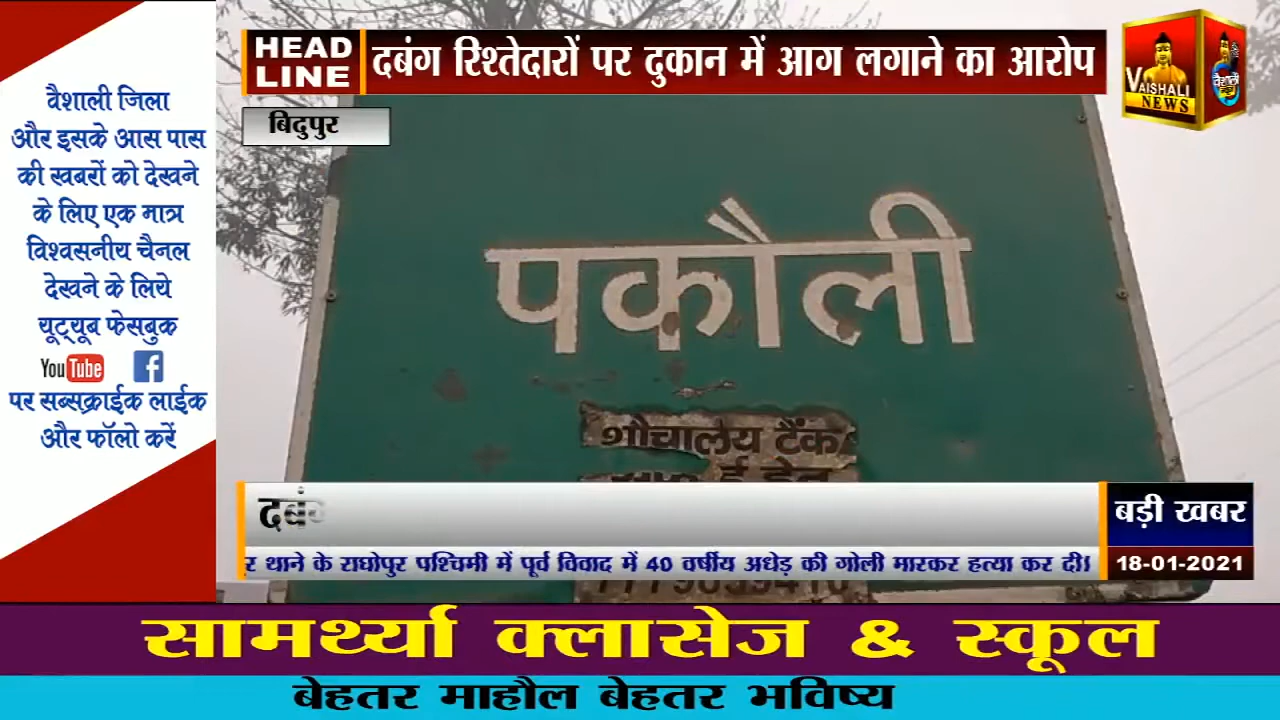 HEAD
LINE
दबंग रिश्तेदारों पर दुकान में आग लगाने का आरोप
VAISHALI
NEWS
बिदुपुर
वैशाली जिला
और इसके आस पास
की खबरों को देखने
के लिए एक मात्र
विश्वसनीय चैनल
देखने के लिये
यूट्यूब फेसबुक
YouTube f
पर सब्सक्राईक लाईक
और फॉलो करें
पकौली
शौचालय टैंक
दबंग
बड़ी खबर
थाने के राघोपुर पश्चिमी में पूर्व विवाद में 40 वर्षीय अधेड़ की गोली मारकर हत्या कर दी।
18-01-2021
सामर्थ्या क्लासेज & स्कूल
बेहतर माहौल बेहतर भविष्य